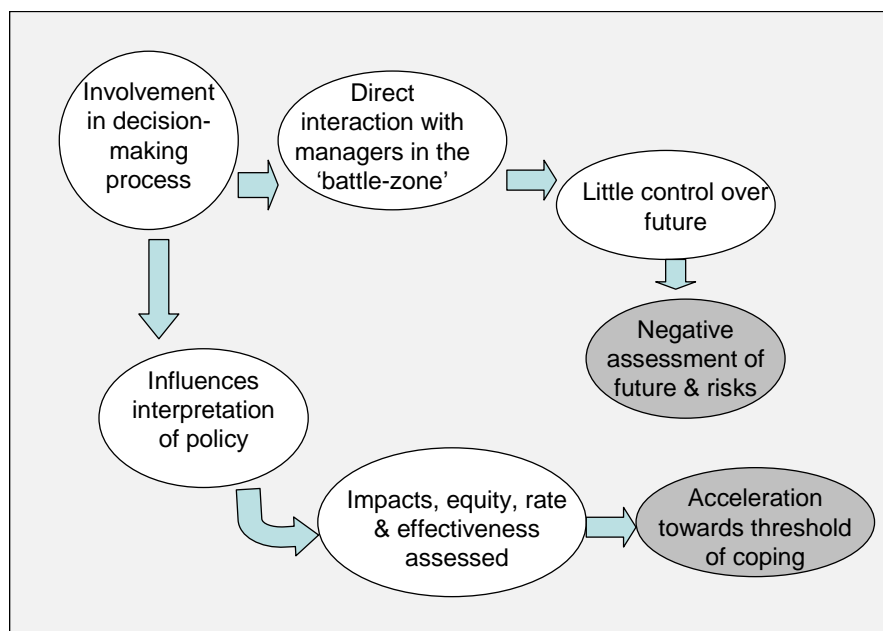 Involvement
in decision-
making
process
Direct
interaction with
managers in the
‘battle-zone’
Little control over
future
Negative
assessment of
future & risks
Influences
interpretation
of policy
Impacts, equity, rate
& effectiveness
assessed
Acceleration
towards threshold
of coping